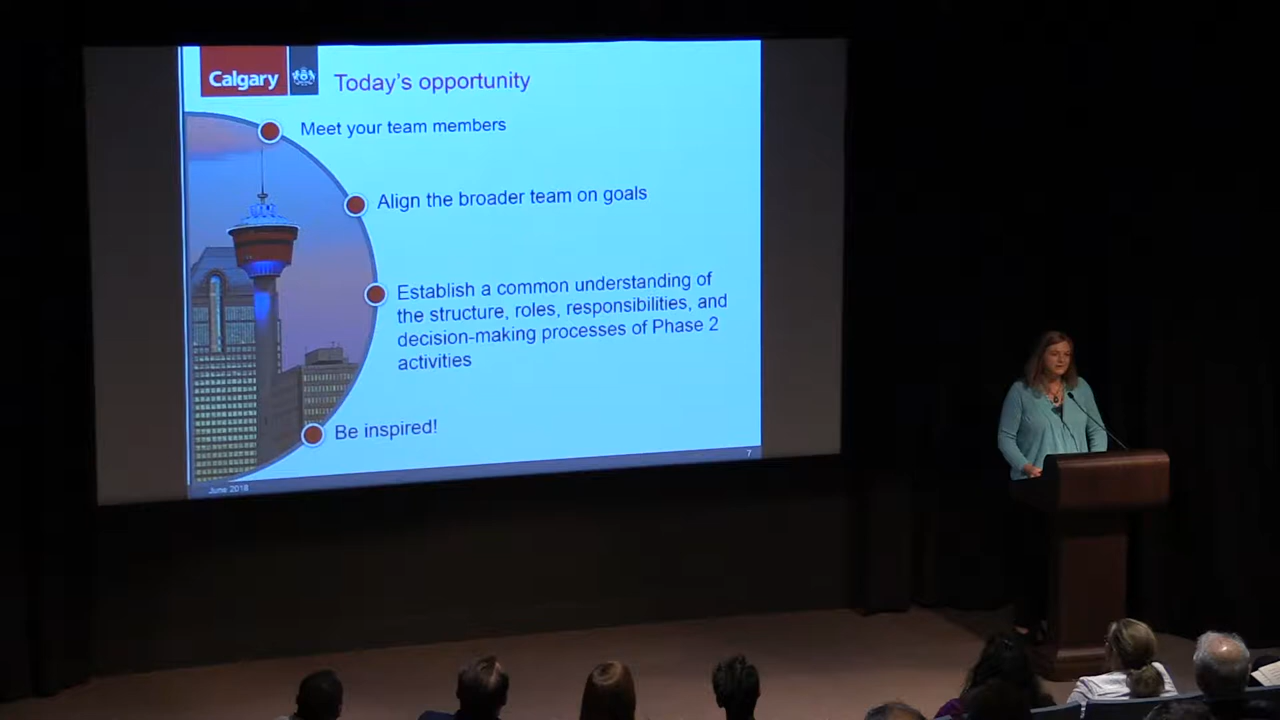 Calgary
Today's opportunity
Meet your team members
Align the broader team on goals
Establish a common understanding of
the structure, roles, responsibilities, and
decision-making processes of Phase 2
activities
Be inspired!
7
June 2018